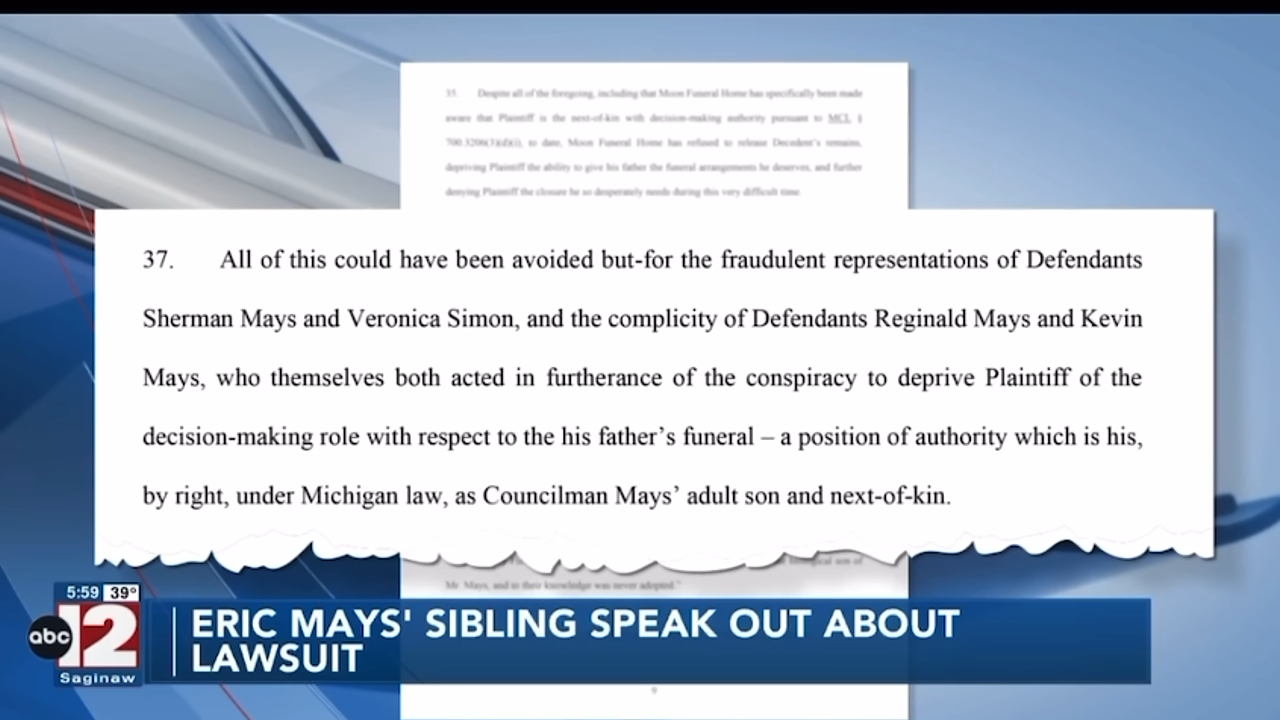 35. Despite all of the foregoing, including that Moon Funeral Home has specifically been made
aware that Plaintiff is the next-of-kin with decision-making authority pursuant to MCL §
700.3206(3)(d)(i), to date, Moon Funeral Home has refused to release Decedent's remains,
depriving Plaintiff the ability to give his father the funeral arrangements he deserves, and further
denying Plaintiff the closure he so desperately needs during this very difficult time.
37. All of this could have been avoided but-for the fraudulent representations of Defendants
Sherman Mays and Veronica Simon, and the complicity of Defendants Reginald Mays and Kevin
Mays, who themselves both acted in furtherance of the conspiracy to deprive Plaintiff of the
decision-making role with respect to the his father's funeral – a position of authority which is his,
by right, under Michigan law, as Councilman Mays' adult son and next-of-kin.
son of
Mr. Mays, and to their knowledge was never adopted."
5:59 39°
abc 12
Saginaw
ERIC MAYS' SIBLING SPEAK OUT ABOUT
LAWSUIT
9